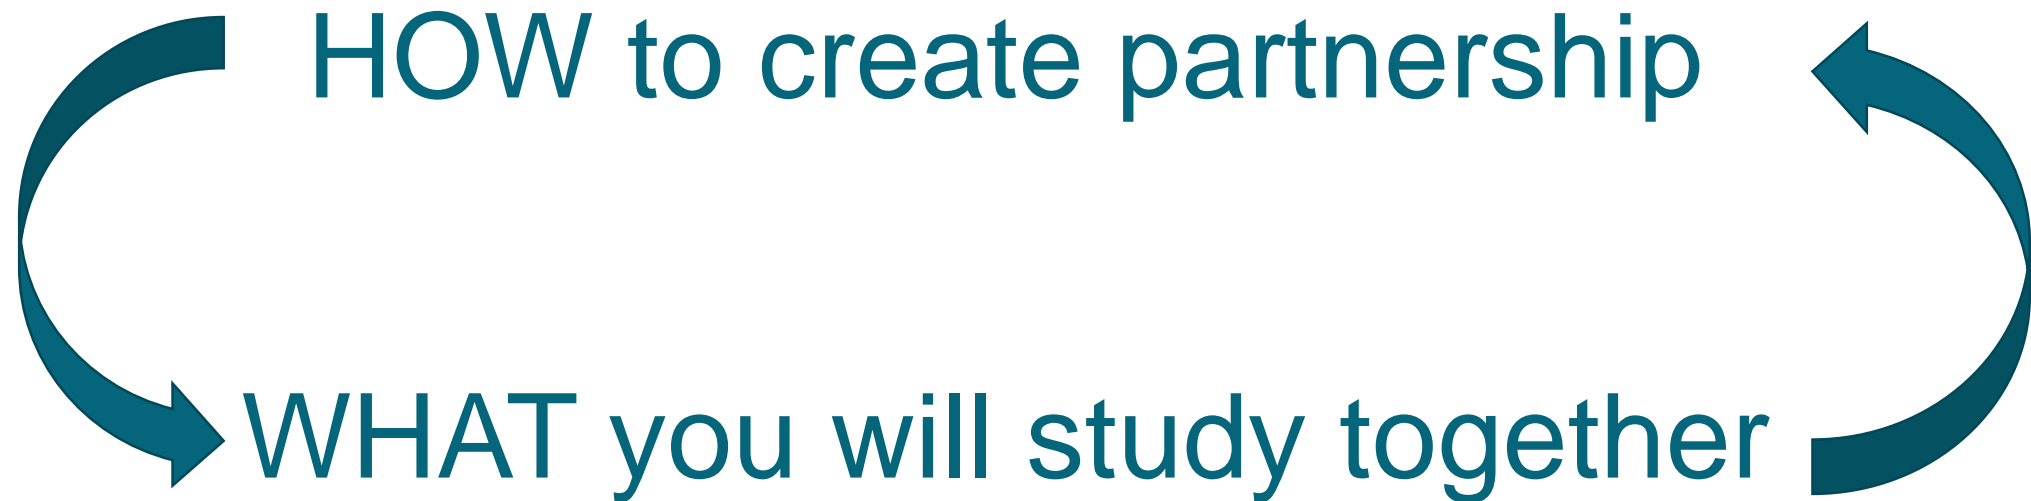 HOW to create partnership
WHAT you will study together